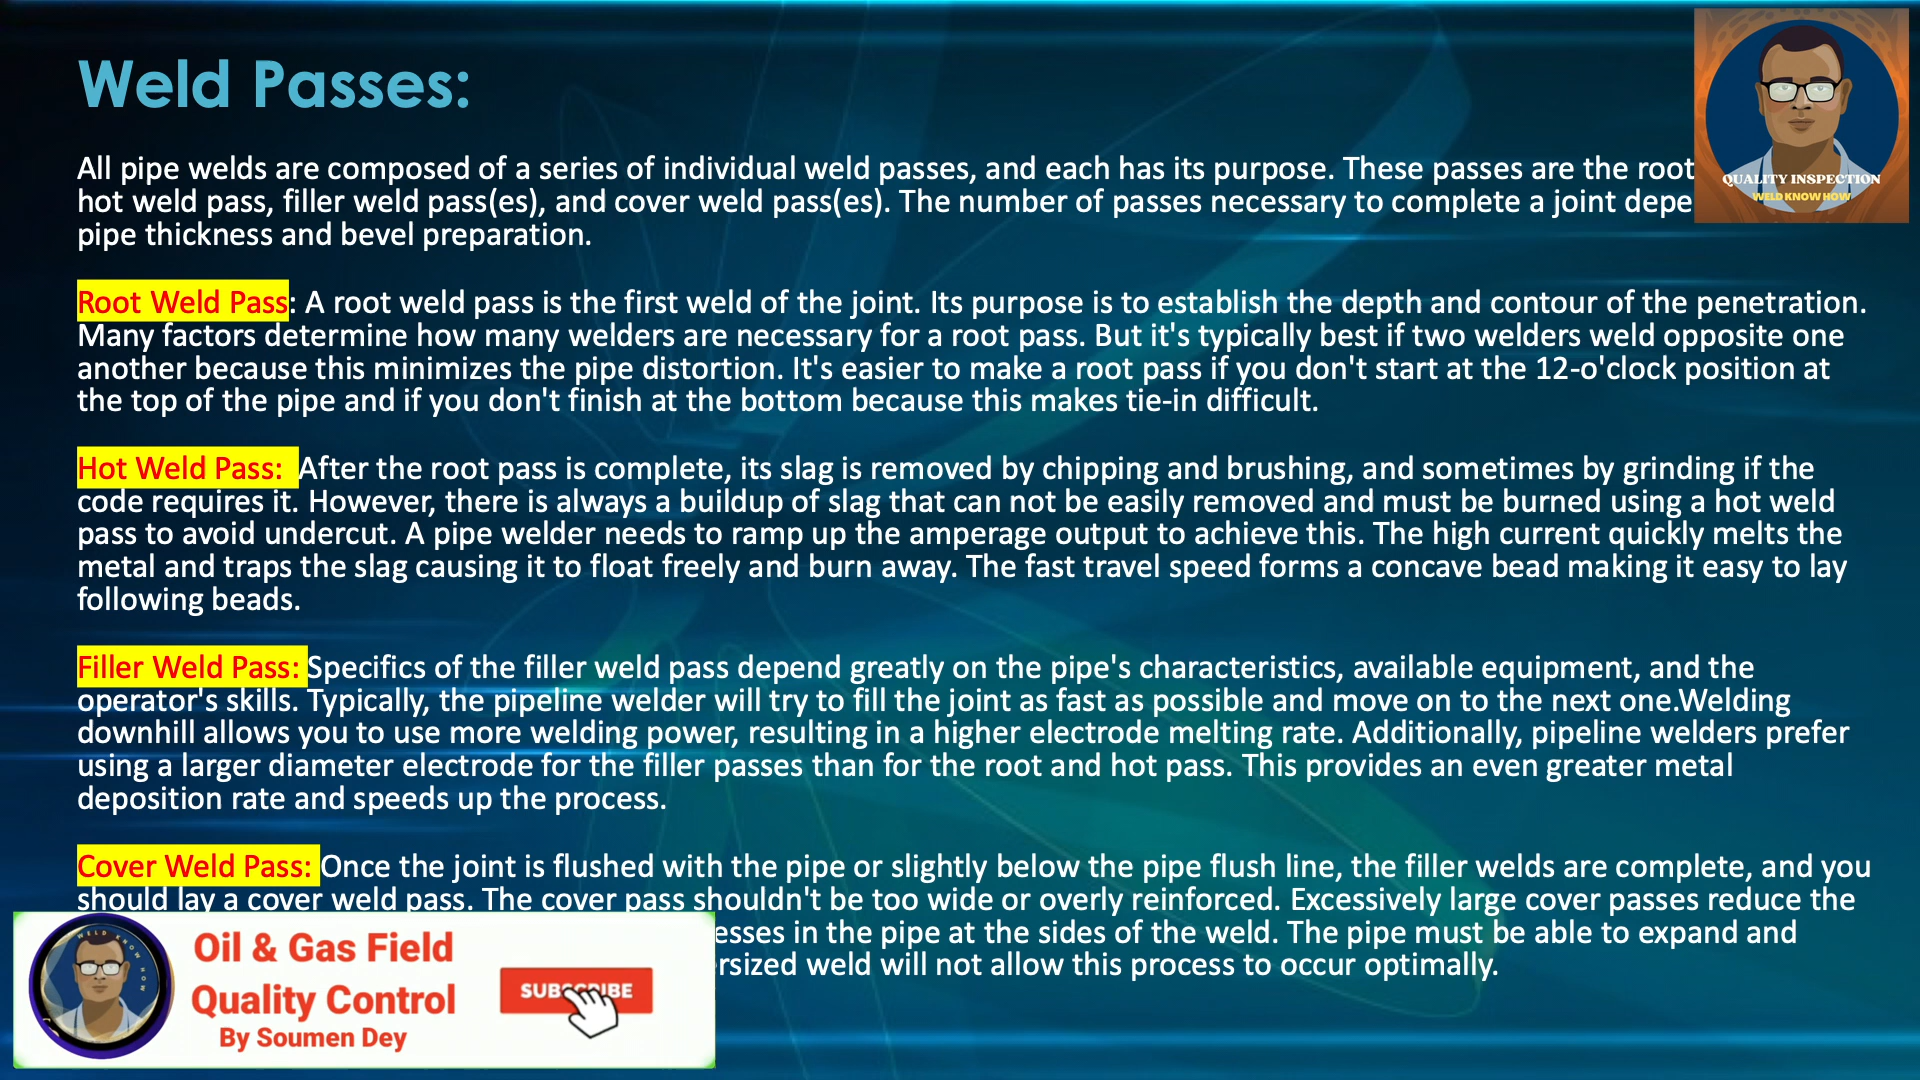 Weld Passes:
All pipe welds are composed of a series of individual weld passes, and each has its purpose. These passes are the root
hot weld pass, filler weld pass(es), and cover weld pass(es). The number of passes necessary to complete a joint
pipe thickness and bevel preparation.
Root Weld Pass: A root weld pass is the first weld of the joint. Its purpose is to establish the depth and contour of the penetration.
Many factors determine how many welders are necessary for a root pass. But it's typically best if two welders weld opposite one
another because this minimizes the pipe distortion. It's easier to make a root pass if you don't start at the 12-o'clock position at
the top of the pipe and if you don't finish at the bottom because this makes tie-in difficult.
Hot Weld Pass: After the root pass is complete, its slag is removed by chipping and brushing, and sometimes by grinding if the
code requires it. However, there is always a buildup of slag that can not be easily removed and must be burned using a hot weld
pass to avoid undercut. A pipe welder needs to ramp up the amperage output to achieve this. The high current quickly melts the
metal and traps the slag causing it to float freely and burn away. The fast travel speed forms a concave bead making it easy to lay
following beads.
Filler Weld Pass: Specifics of the filler weld pass depend greatly on the pipe's characteristics, available equipment, and the
operator's skills. Typically, the pipeline welder will try to fill the joint as fast as possible and move on to the next one.Welding
downhill allows you to use more welding power, resulting in a higher electrode melting rate. Additionally, pipeline welders prefer
using a larger diameter electrode for the filler passes than for the root and hot pass. This provides an even greater metal
deposition rate and speeds up the process.
Cover Weld Pass: Once the joint is flushed with the pipe or slightly below the pipe flush line, the filler welds are complete, and you
should lay a cover weld pass. The cover pass shouldn't be too wide or overly reinforced. Excessively large cover passes reduce the
in the pipe at the sides of the weld. The pipe must be able to expand and
weld will not allow this process to occur optimally.
QUALITY INSPECTION
WELD KNOW HOW
WELD KNOW HOW
Oil & Gas Field
Quality Control
By Soumen Dey
SUBSCRIBE